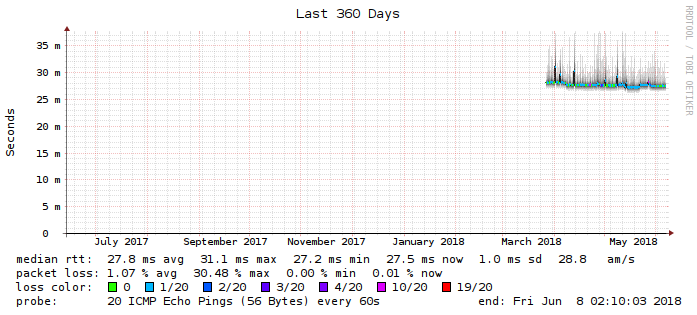 Last 360 Days
RRDTOOL / TOBI OETIKER
Seconds
35 m
30 m
25 m
20 m
15 m
10 m
5 m
0
July 2017 September 2017 November 2017 January 2018 March 2018 May 2018
median rtt: 27.8 ms avg 31.1 ms max 27.2 ms min 27.5 ms now 1.0 ms sd 28.8 am/s
packet loss: 1.07 % avg 30.48 % max 0.00 % min 0.01 % now
loss color: 0 1/20 2/20 3/20 4/20 10/20 19/20
probe: 20 ICMP Echo Pings (56 Bytes) every 60s end: Fri Jun 8 02:10:03 2018